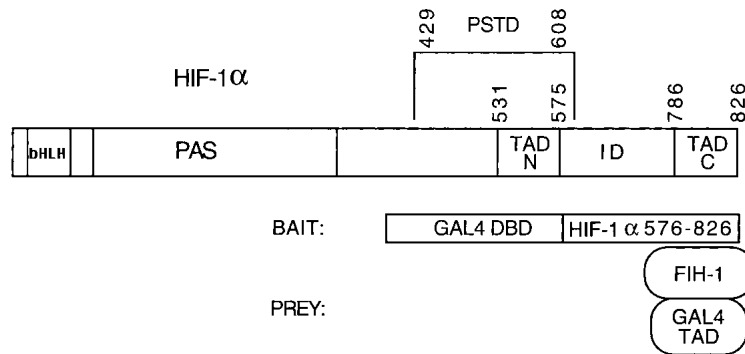 429 PSTD 608
HIF-1α
531 575 786 826
bHLH PAS TAD N ID TAD C
BAIT: GAL4 DBD HIF-1 α 576-826
FIH-1
PREY:
GAL4
TAD